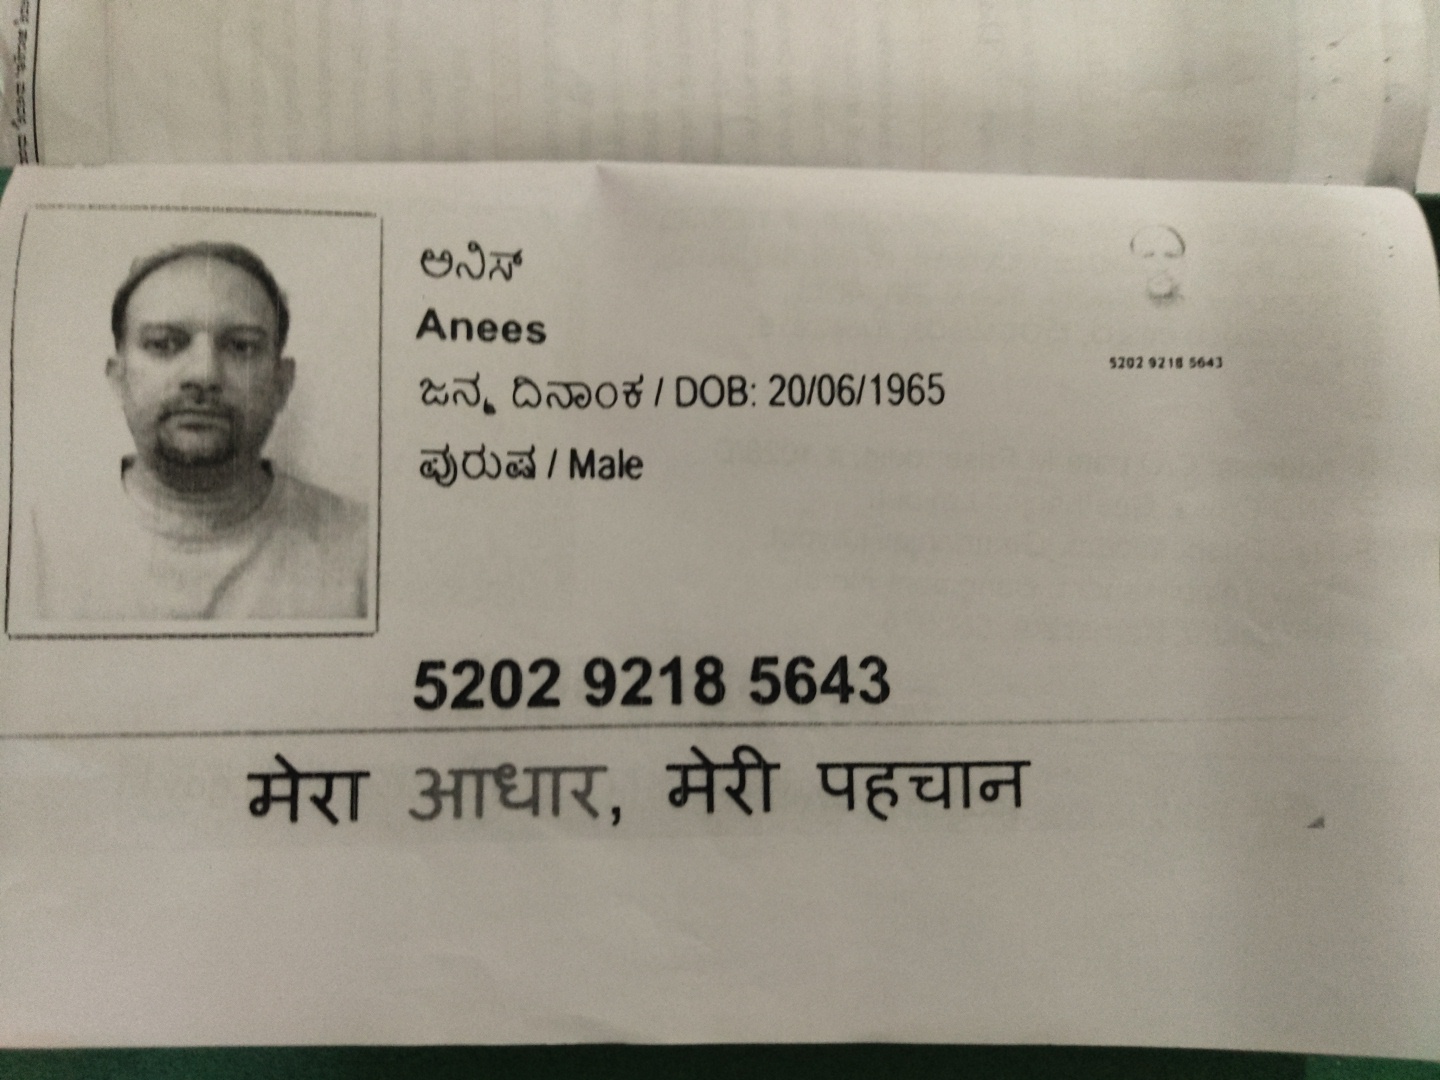 ಅನಿಸ್
Anees
ಜನ್ಮ ದಿನಾಂಕ / DOB: 20/06/1965
ಪುರುಷ / Male
5202 9218 5643
5202 9218 5643
मेरा आधार, मेरी पहचान